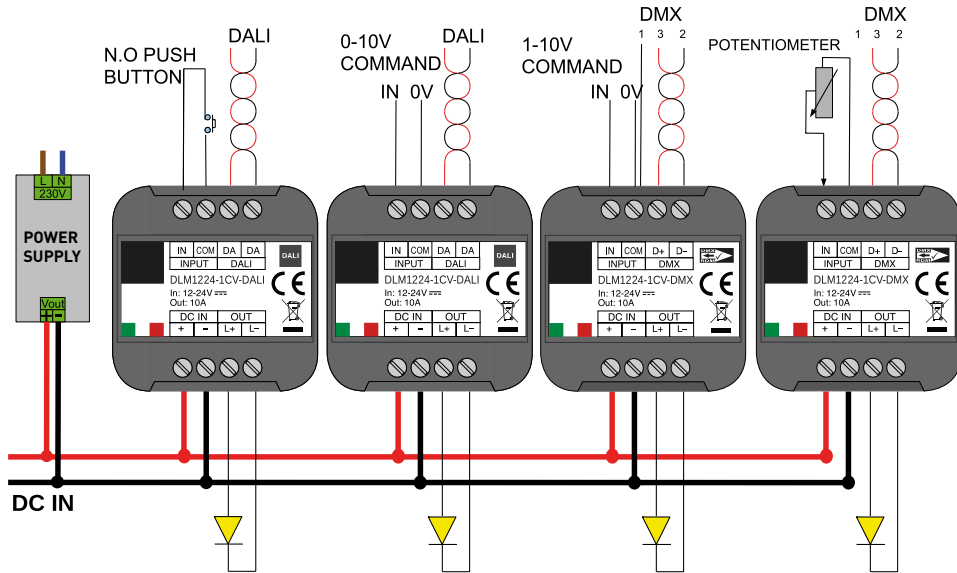 N.O PUSH
BUTTON
DALI
0-10V
COMMAND
IN 0V
DALI
1-10V
COMMAND
IN 0V
DMX
1 3 2
POTENTIOMETER
DMX
1 3 2
L N
230V
POWER
SUPPLY
Vout
+ -
DC IN
IN COM DA DA
INPUT DALI
DALI
DLM1224-1CV-DALI
In: 12-24V
Out: 10A
CE
DC IN OUT
+ - L+ L-
IN COM DA DA
INPUT DALI
DALI
DLM1224-1CV-DALI
In: 12-24V
Out: 10A
CE
DC IN OUT
+ - L+ L-
IN COM D+ D-
INPUT DMX
DLM1224-1CV-DMX
In: 12-24V
Out: 10A
CE
DC IN OUT
+ - L+ L-
IN COM D+ D-
INPUT DMX
DLM1224-1CV-DMX
In: 12-24V
Out: 10A
CE
DC IN OUT
+ - L+ L-